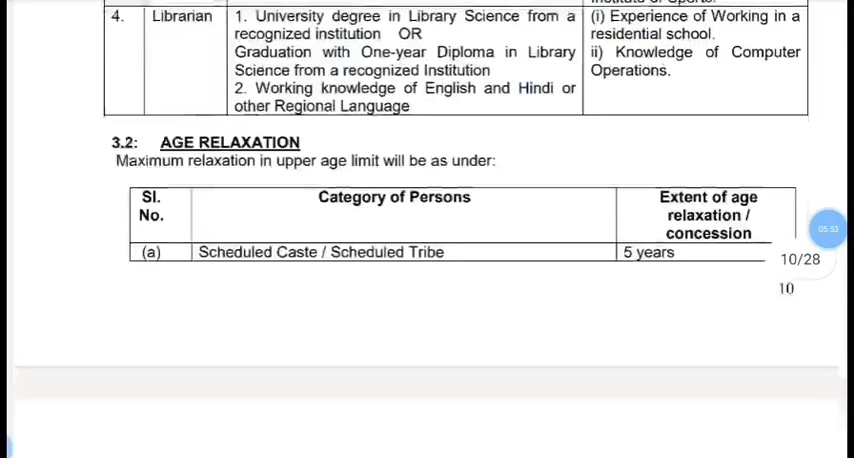 4. Librarian 1. University degree in Library Science from a (i) Experience of Working in a
recognized institution OR residential school.
Graduation with One-year Diploma in Library ii) Knowledge of Computer
Science from a recognized Institution Operations.
2. Working knowledge of English and Hindi or
other Regional Language
3.2: AGE RELAXATION
Maximum relaxation in upper age limit will be as under:
Sl. Category of Persons Extent of age
No. relaxation /
concession
05:53
(a) Scheduled Caste / Scheduled Tribe 5 years
10/28
10